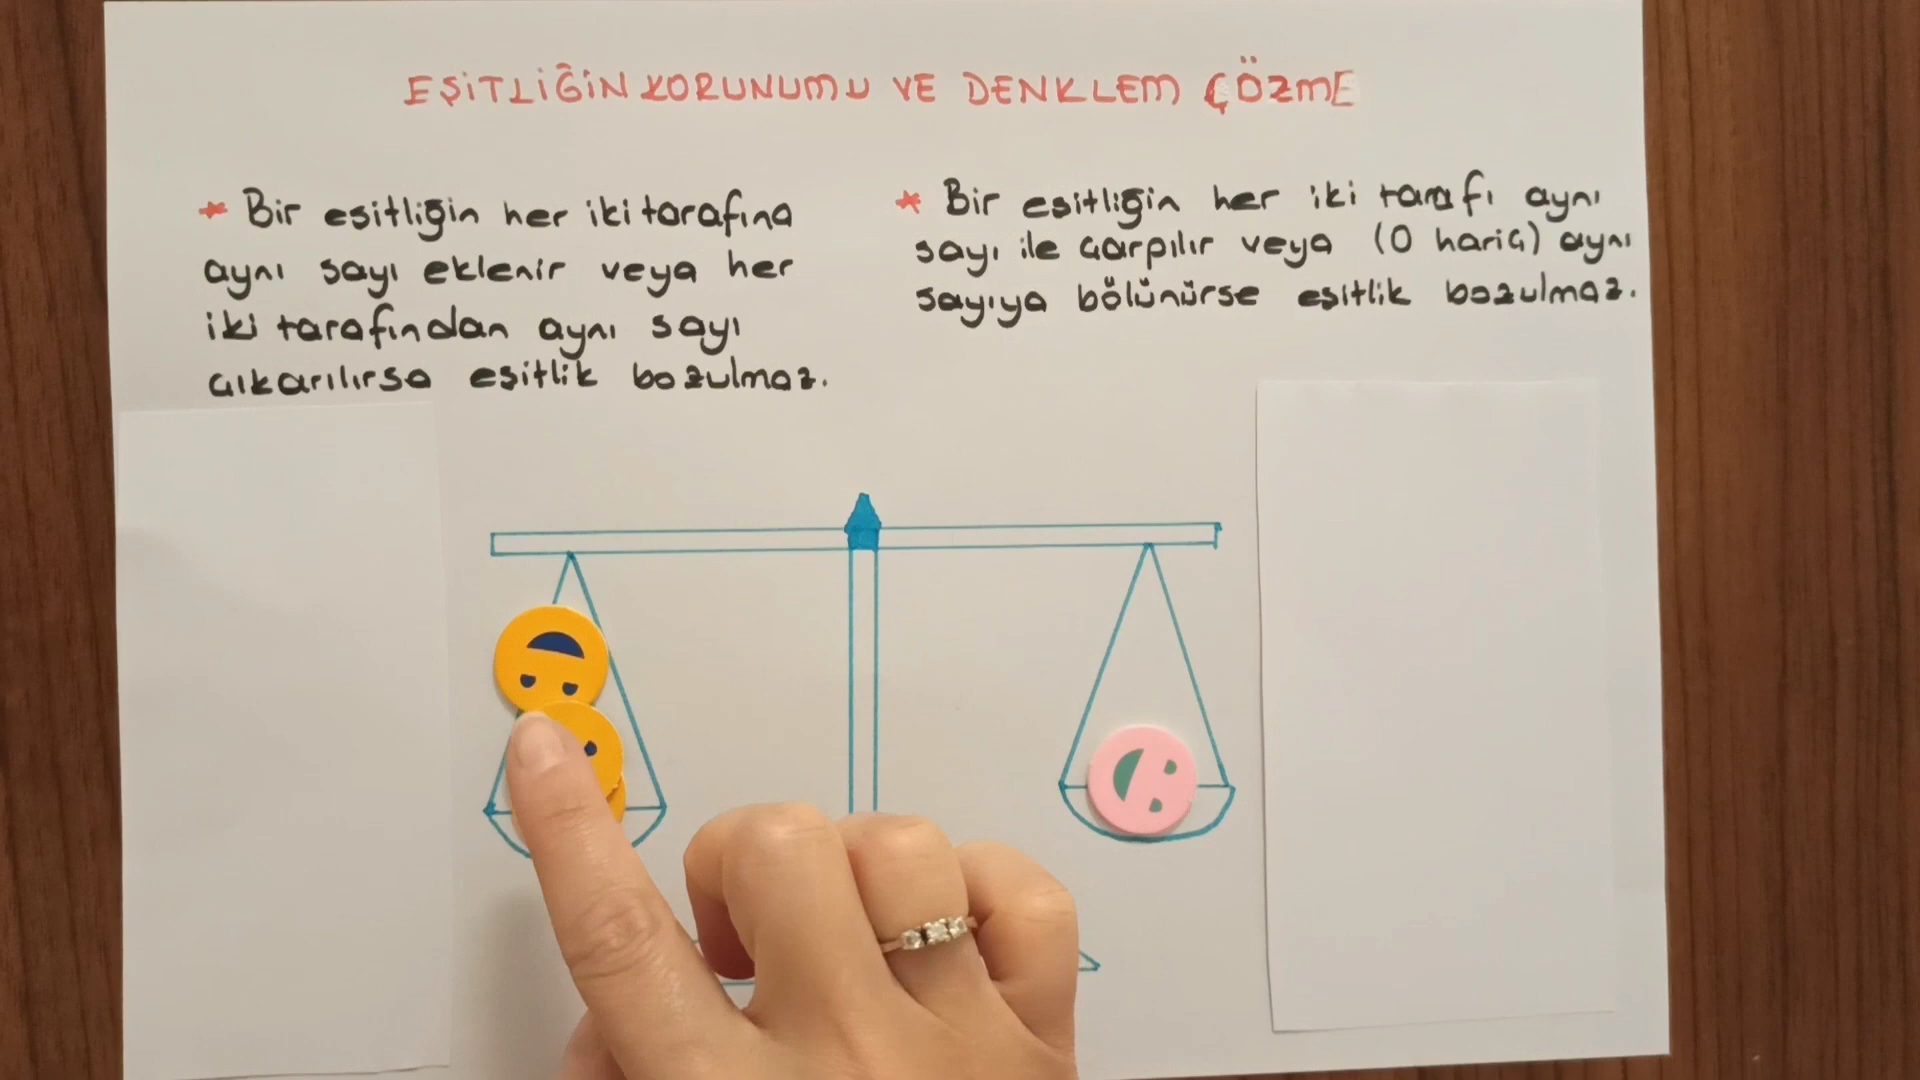 EŞİTLİĞİN KORUNUMU VE DENKLEM ÇÖZME
* Bir eşitliğin her iki tarafına
aynı sayı eklenir veya her
iki tarafından aynı sayı
çıkarılırsa eşitlik bozulmaz.
* Bir eşitliğin her iki tarafı aynı
sayı ile çarpılır veya (0 hariç) aynı
sayıya bölünürse eşitlik bozulmaz.